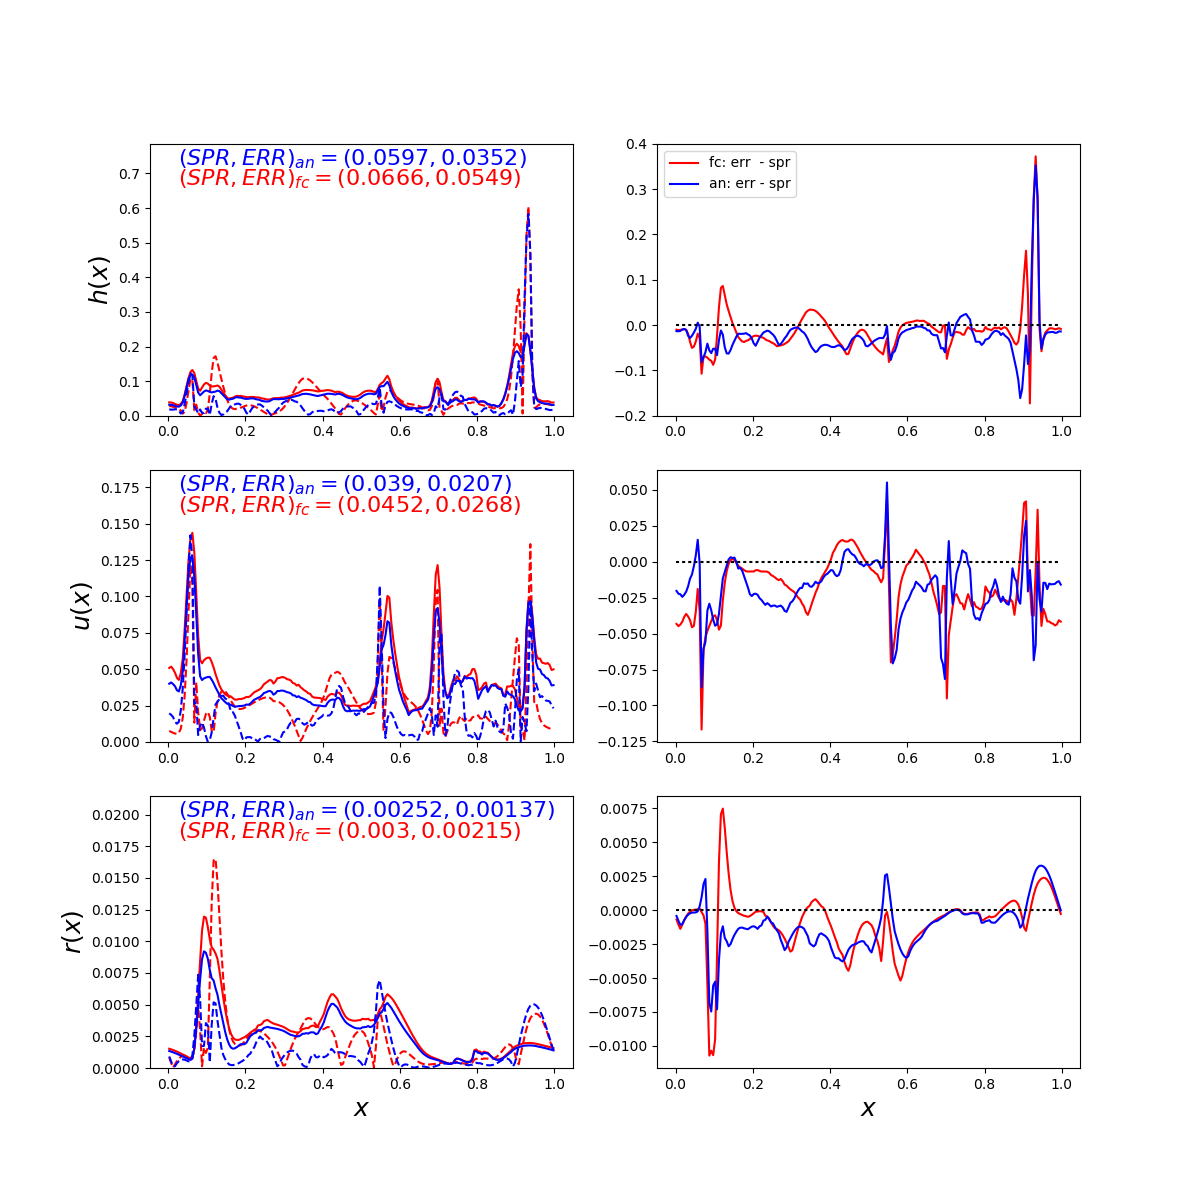 (SPR, ERR)an = (0.0597, 0.0352)
(SPR, ERR)fc = (0.0666, 0.0549)
h(x)
0.7
0.6
0.5
0.4
0.3
0.2
0.1
0.0
0.0 0.2 0.4 0.6 0.8 1.0
fc: err - spr
an: err - spr
0.4
0.3
0.2
0.1
0.0
−0.1
−0.2
0.0 0.2 0.4 0.6 0.8 1.0
(SPR, ERR)an = (0.039, 0.0207)
(SPR, ERR)fc = (0.0452, 0.0268)
u(x)
0.175
0.150
0.125
0.100
0.075
0.050
0.025
0.000
0.0 0.2 0.4 0.6 0.8 1.0
0.050
0.025
0.000
−0.025
−0.050
−0.075
−0.100
−0.125
0.0 0.2 0.4 0.6 0.8 1.0
(SPR, ERR)an = (0.00252, 0.00137)
(SPR, ERR)fc = (0.003, 0.00215)
r(x)
0.0200
0.0175
0.0150
0.0125
0.0100
0.0075
0.0050
0.0025
0.0000
0.0 0.2 0.4 0.6 0.8 1.0
x
0.0075
0.0050
0.0025
0.0000
−0.0025
−0.0050
−0.0075
−0.0100
0.0 0.2 0.4 0.6 0.8 1.0
x